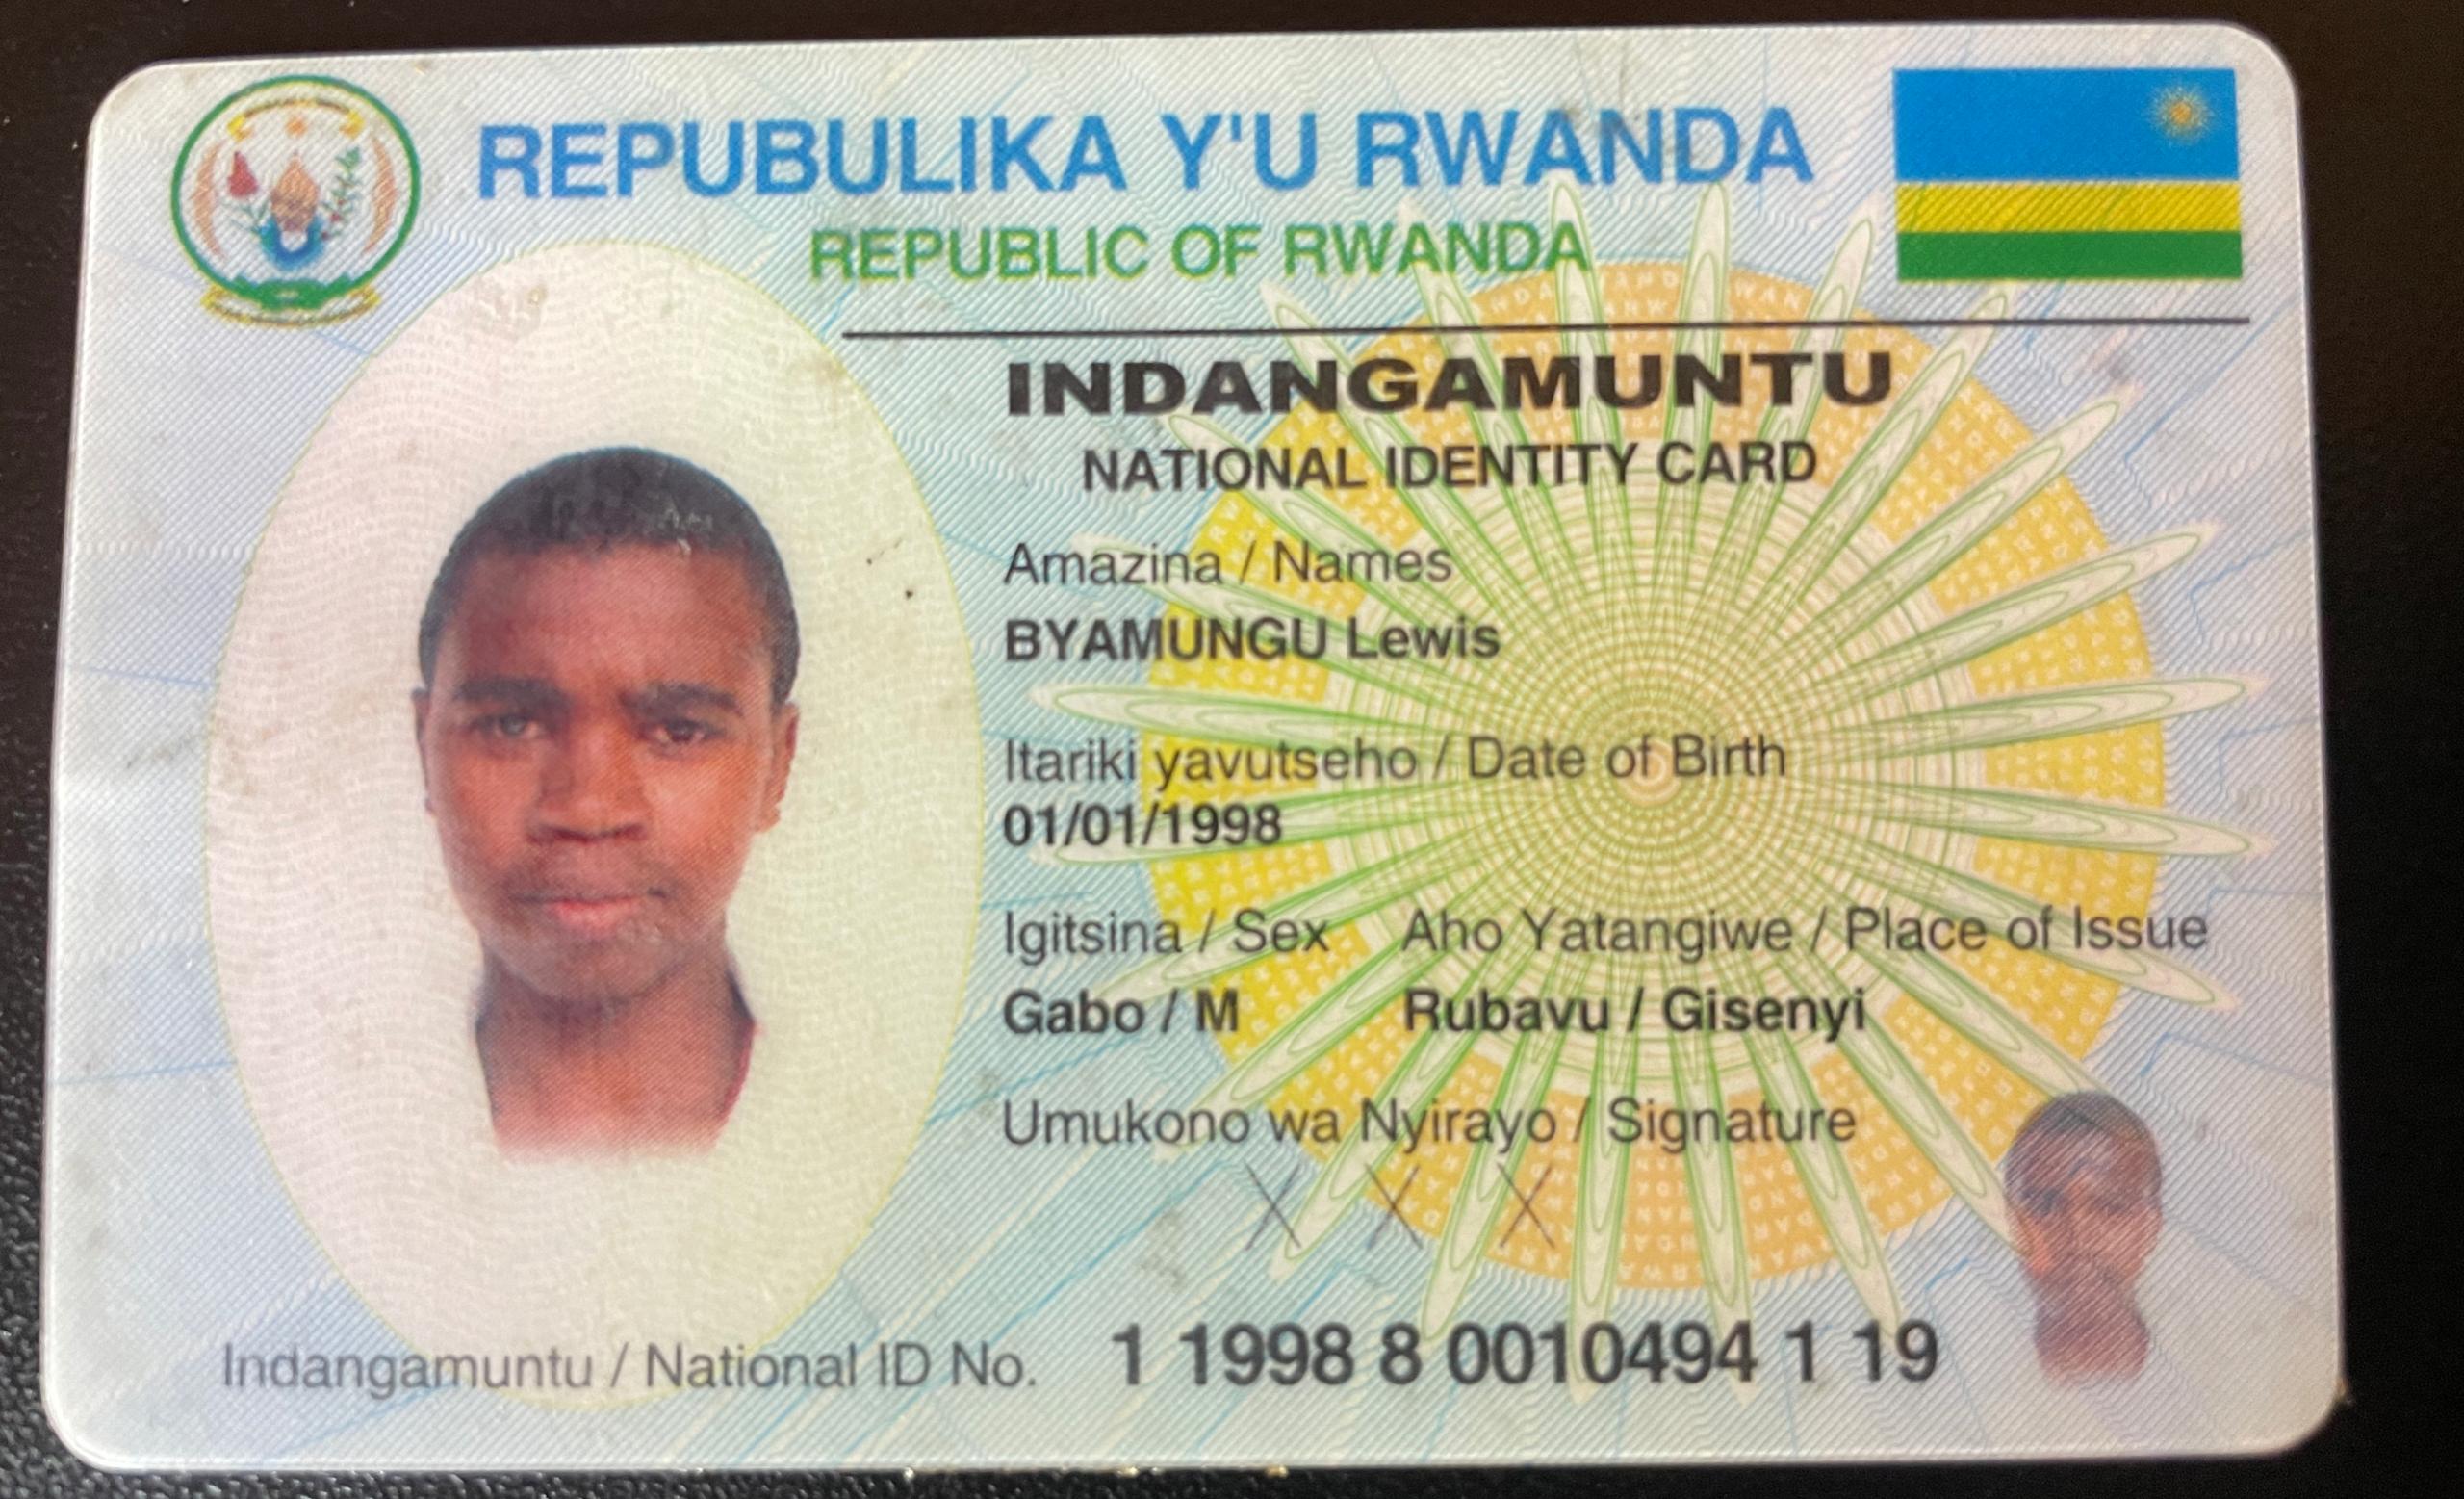 REPUBULIKA Y'U RWANDA
REPUBLIC OF RWANDA
INDANGAMUNTU
NATIONAL IDENTITY CARD
Amazina / Names
BYAMUNGU Lewis
Itariki yavutseho / Date of Birth
01/01/1998
Igitsina / Sex Aho Yatangiwe / Place of Issue
Gabo / M Rubavu / Gisenyi
Umukono wa Nyirayo / Signature
X X X
Indangamuntu / National ID No. 1 1998 8 0010494 1 19